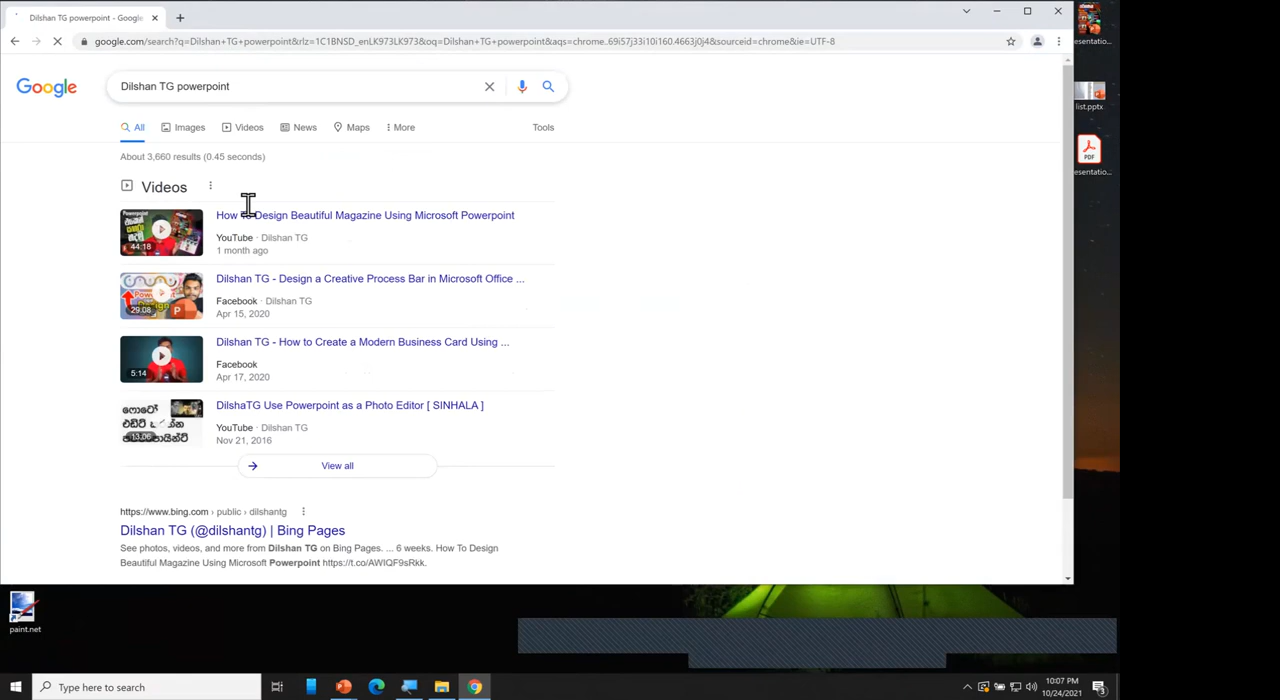 Dilshan TG powerpoint - Google
google.com/search?q=Dilshan+TG+powerpoint&rlz=1C1BNSD_enLK973LK973&oq=Dilshan+TG+powerpoint&aqs=chrome..69i57j33i10i160.4663j0j4&sourceid=chrome&ie=UTF-8
Google
Dilshan TG powerpoint
All
Images
Videos
News
Maps
More
Tools
About 3,660 results (0.45 seconds)
Videos
44:18
How To Design Beautiful Magazine Using Microsoft Powerpoint
YouTube · Dilshan TG
1 month ago
29:08
Dilshan TG - Design a Creative Process Bar in Microsoft Office ...
Facebook · Dilshan TG
Apr 15, 2020
5:14
Dilshan TG - How to Create a Modern Business Card Using ...
Facebook
Apr 17, 2020
13:06
DilshaTG Use Powerpoint as a Photo Editor [ SINHALA ]
YouTube · Dilshan TG
Nov 21, 2016
View all
https://www.bing.com › public › dilshantg
Dilshan TG (@dilshantg) | Bing Pages
See photos, videos, and more from Dilshan TG on Bing Pages. ... 6 weeks. How To Design
Beautiful Magazine Using Microsoft Powerpoint https://t.co/AWIQF9sRkk.
esentatio...
list.pptx
PDF
esentatio...
paint.net
Type here to search
10:07 PM
10/24/2021
3